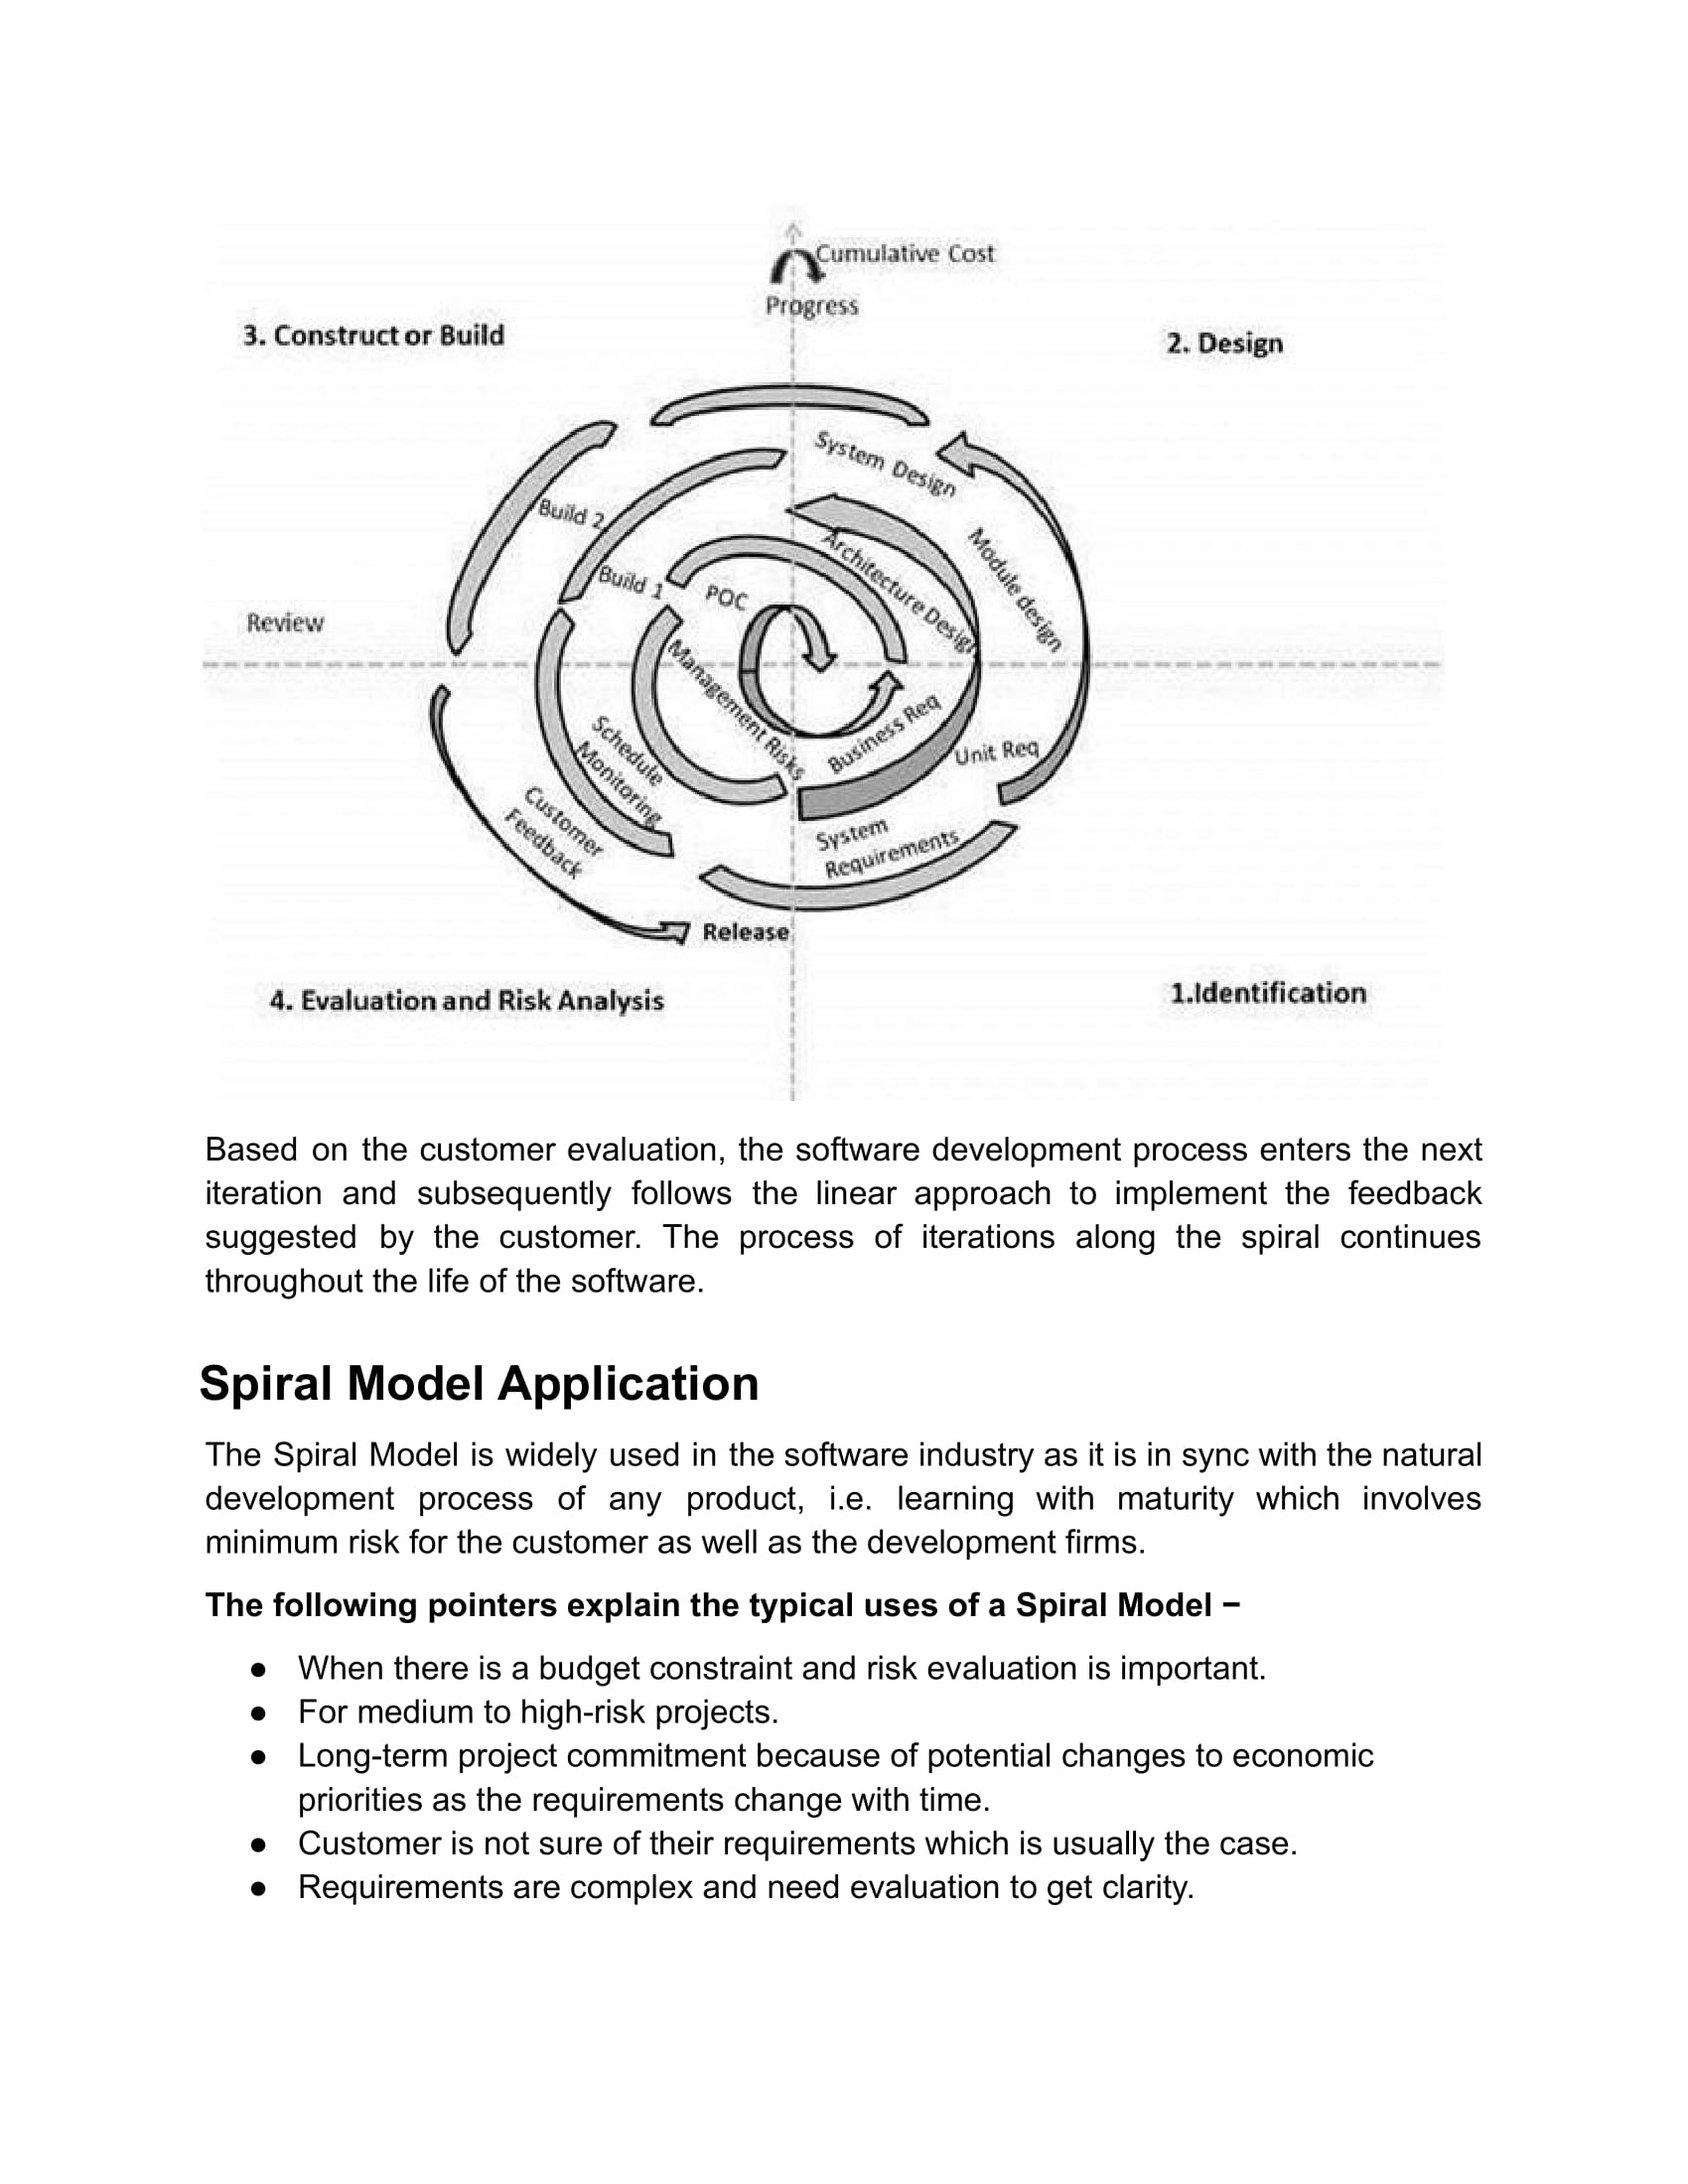 Cumulative Cost
Progress
3. Construct or Build
2. Design
System Design
Build 2
Module design
Architecture Design
Build 1
POC
Review
Management Risks
Business Req
Schedule
Monitoring
Unit Req
Customer
Feedback
System
Requirements
Release
4. Evaluation and Risk Analysis
1.Identification
Based on the customer evaluation, the software development process enters the next
iteration and subsequently follows the linear approach to implement the feedback
suggested by the customer. The process of iterations along the spiral continues
throughout the life of the software.
Spiral Model Application
The Spiral Model is widely used in the software industry as it is in sync with the natural
development process of any product, i.e. learning with maturity which involves
minimum risk for the customer as well as the development firms.
The following pointers explain the typical uses of a Spiral Model −
● When there is a budget constraint and risk evaluation is important.
● For medium to high-risk projects.
● Long-term project commitment because of potential changes to economic
priorities as the requirements change with time.
● Customer is not sure of their requirements which is usually the case.
● Requirements are complex and need evaluation to get clarity.